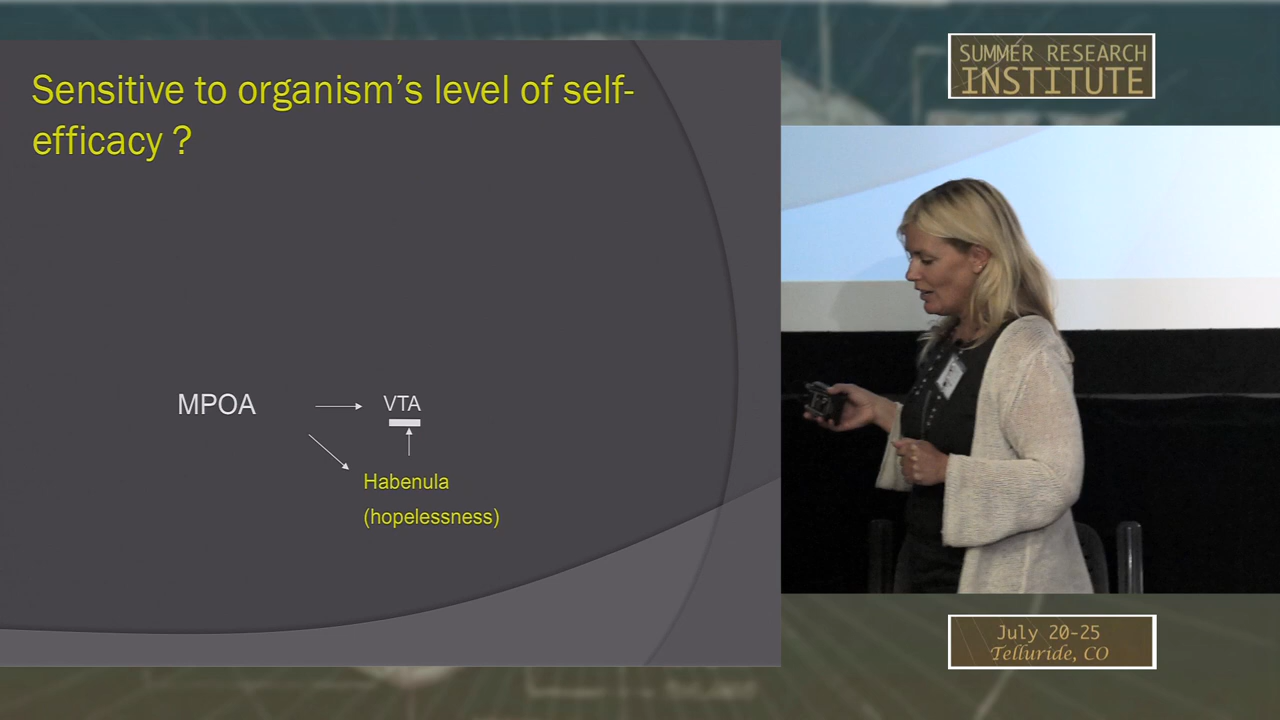 Sensitive to organism's level of self-
efficacy ?
MPOA
VTA
Habenula
(hopelessness)
SUMMER RESEARCH
INSTITUTE
July 20-25
Telluride, CO